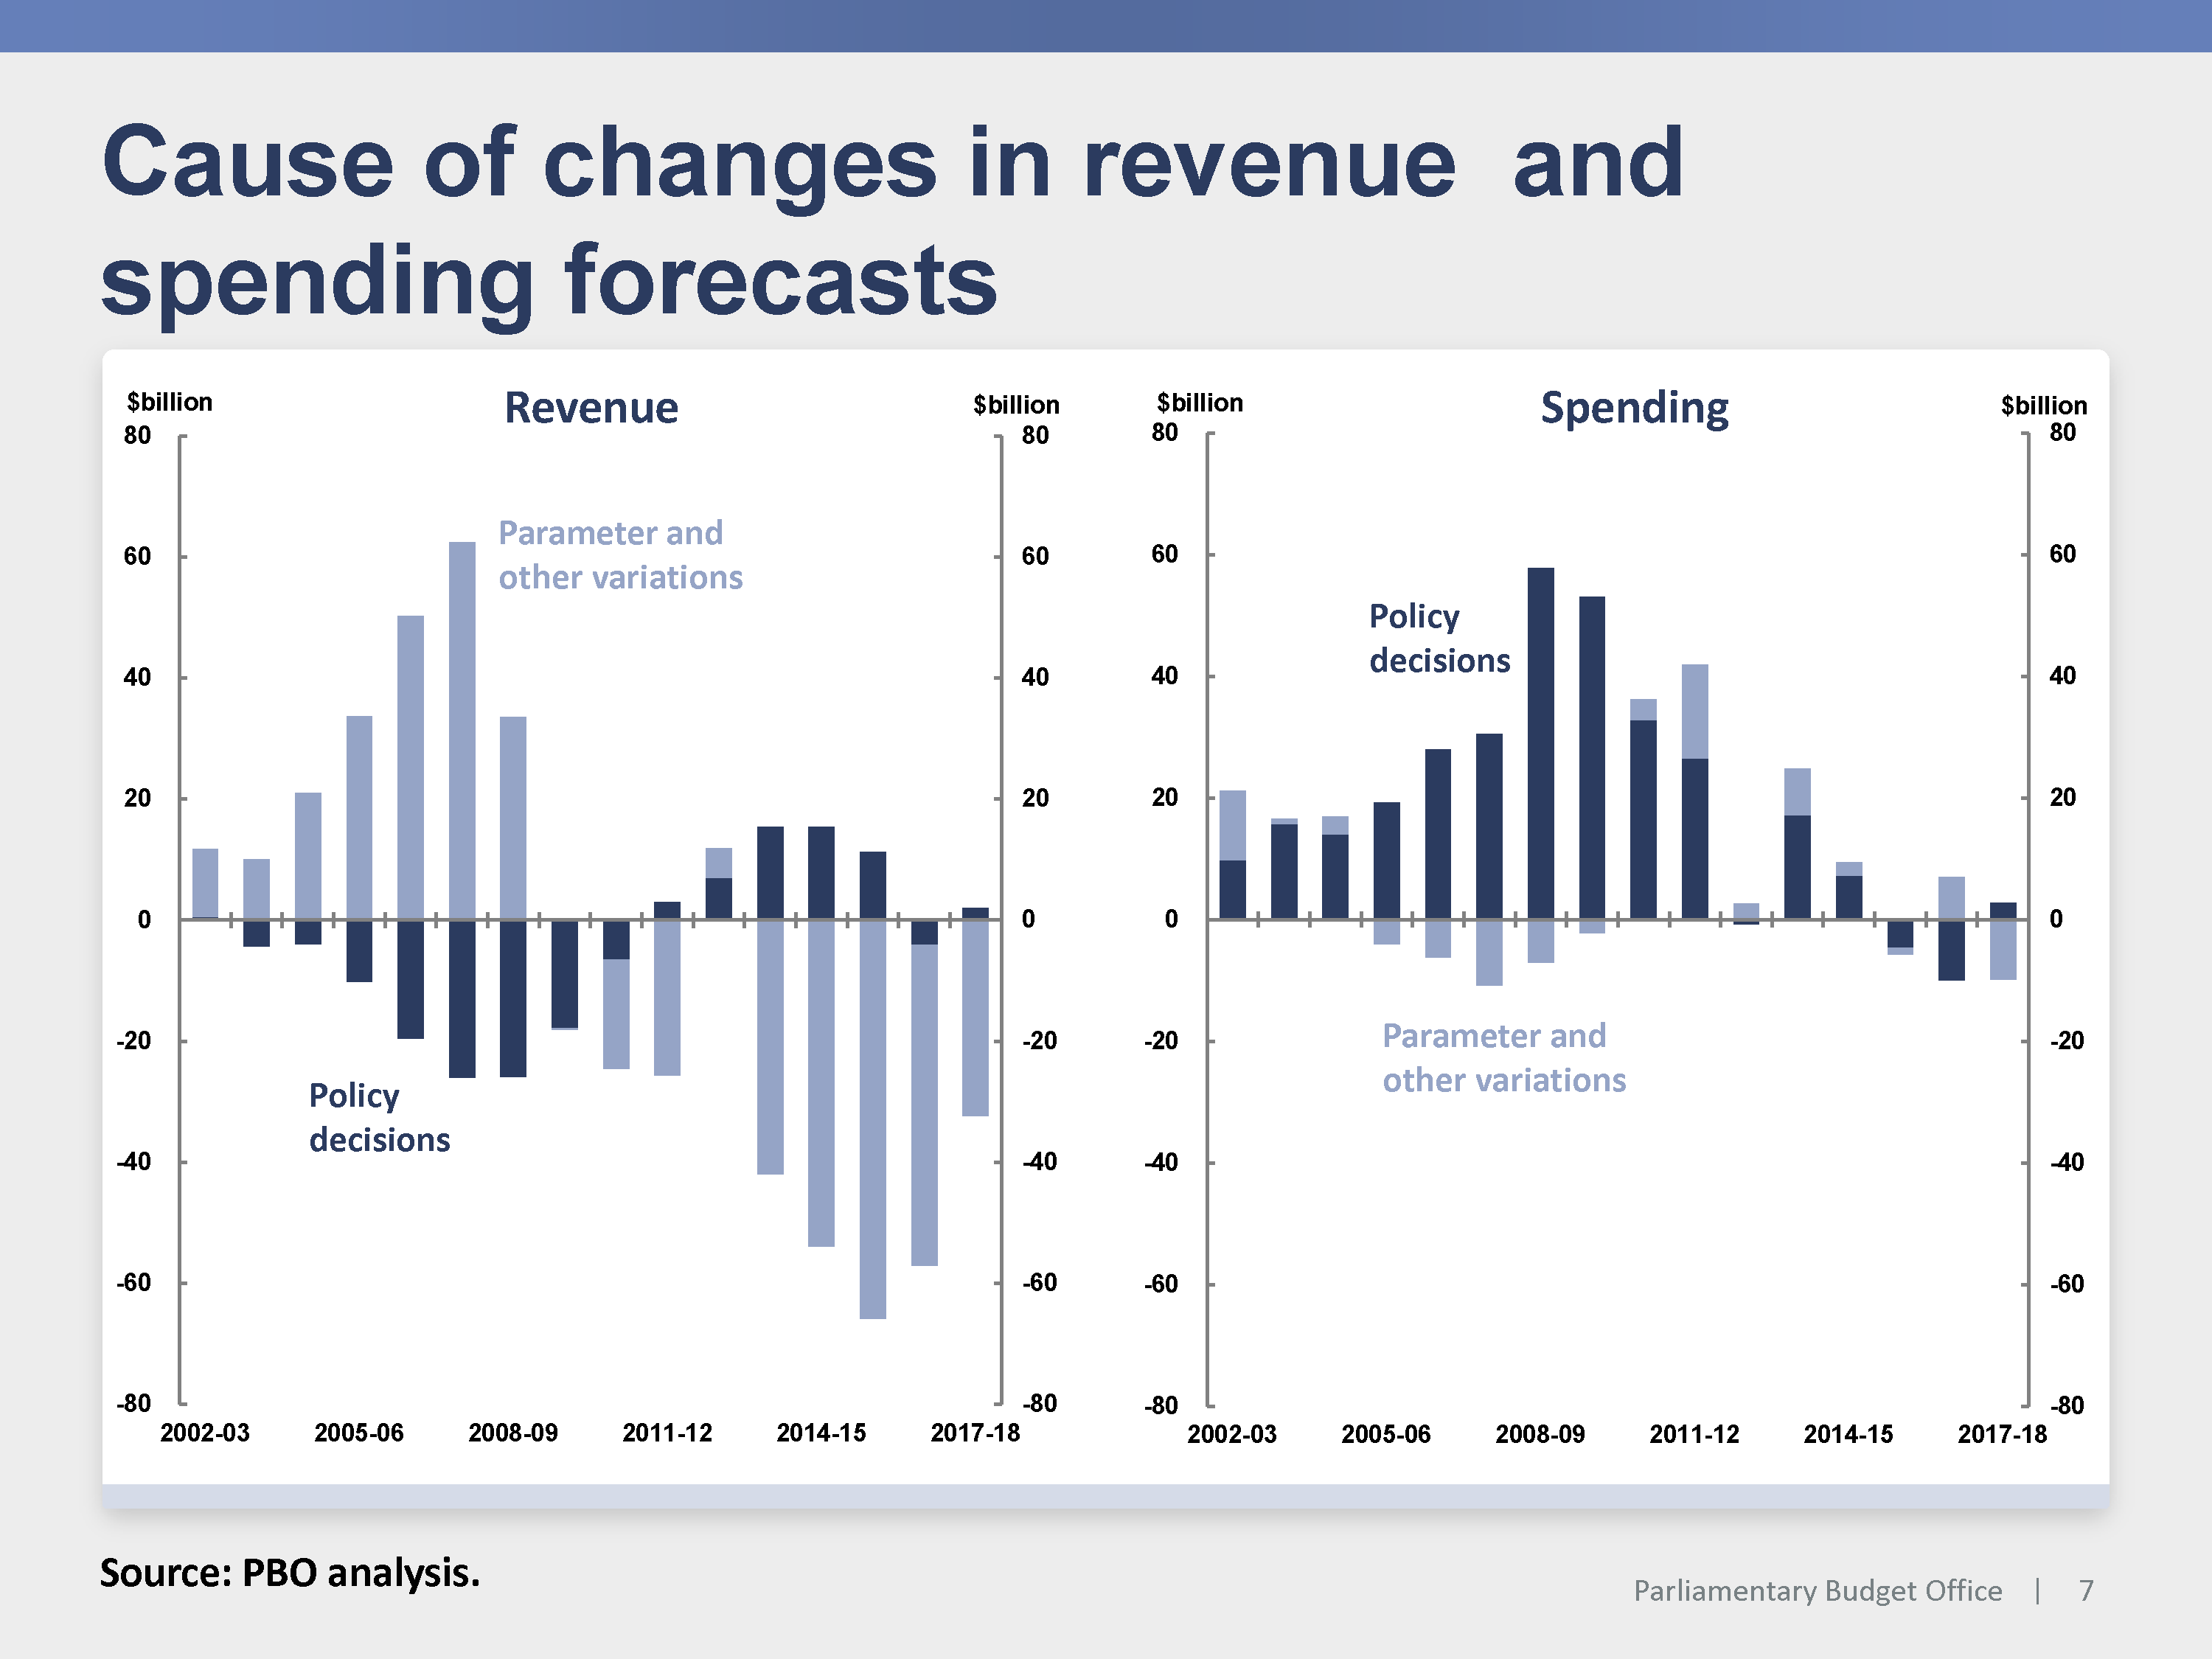 Cause of changes in revenue and
spending forecasts
$billion
Revenue
$billion
80
60
40
20
0
-20
-40
-60
-80
Parameter and
other variations
Policy
decisions
80
60
40
20
0
-20
-40
-60
-80
2002-03 2005-06 2008-09 2011-12 2014-15 2017-18
$billion
Spending
$billion
80
60
40
20
0
-20
-40
-60
-80
Policy
decisions
Parameter and
other variations
80
60
40
20
0
-20
-40
-60
-80
2002-03 2005-06 2008-09 2011-12 2014-15 2017-18
Source: PBO analysis.
Parliamentary Budget Office | 7